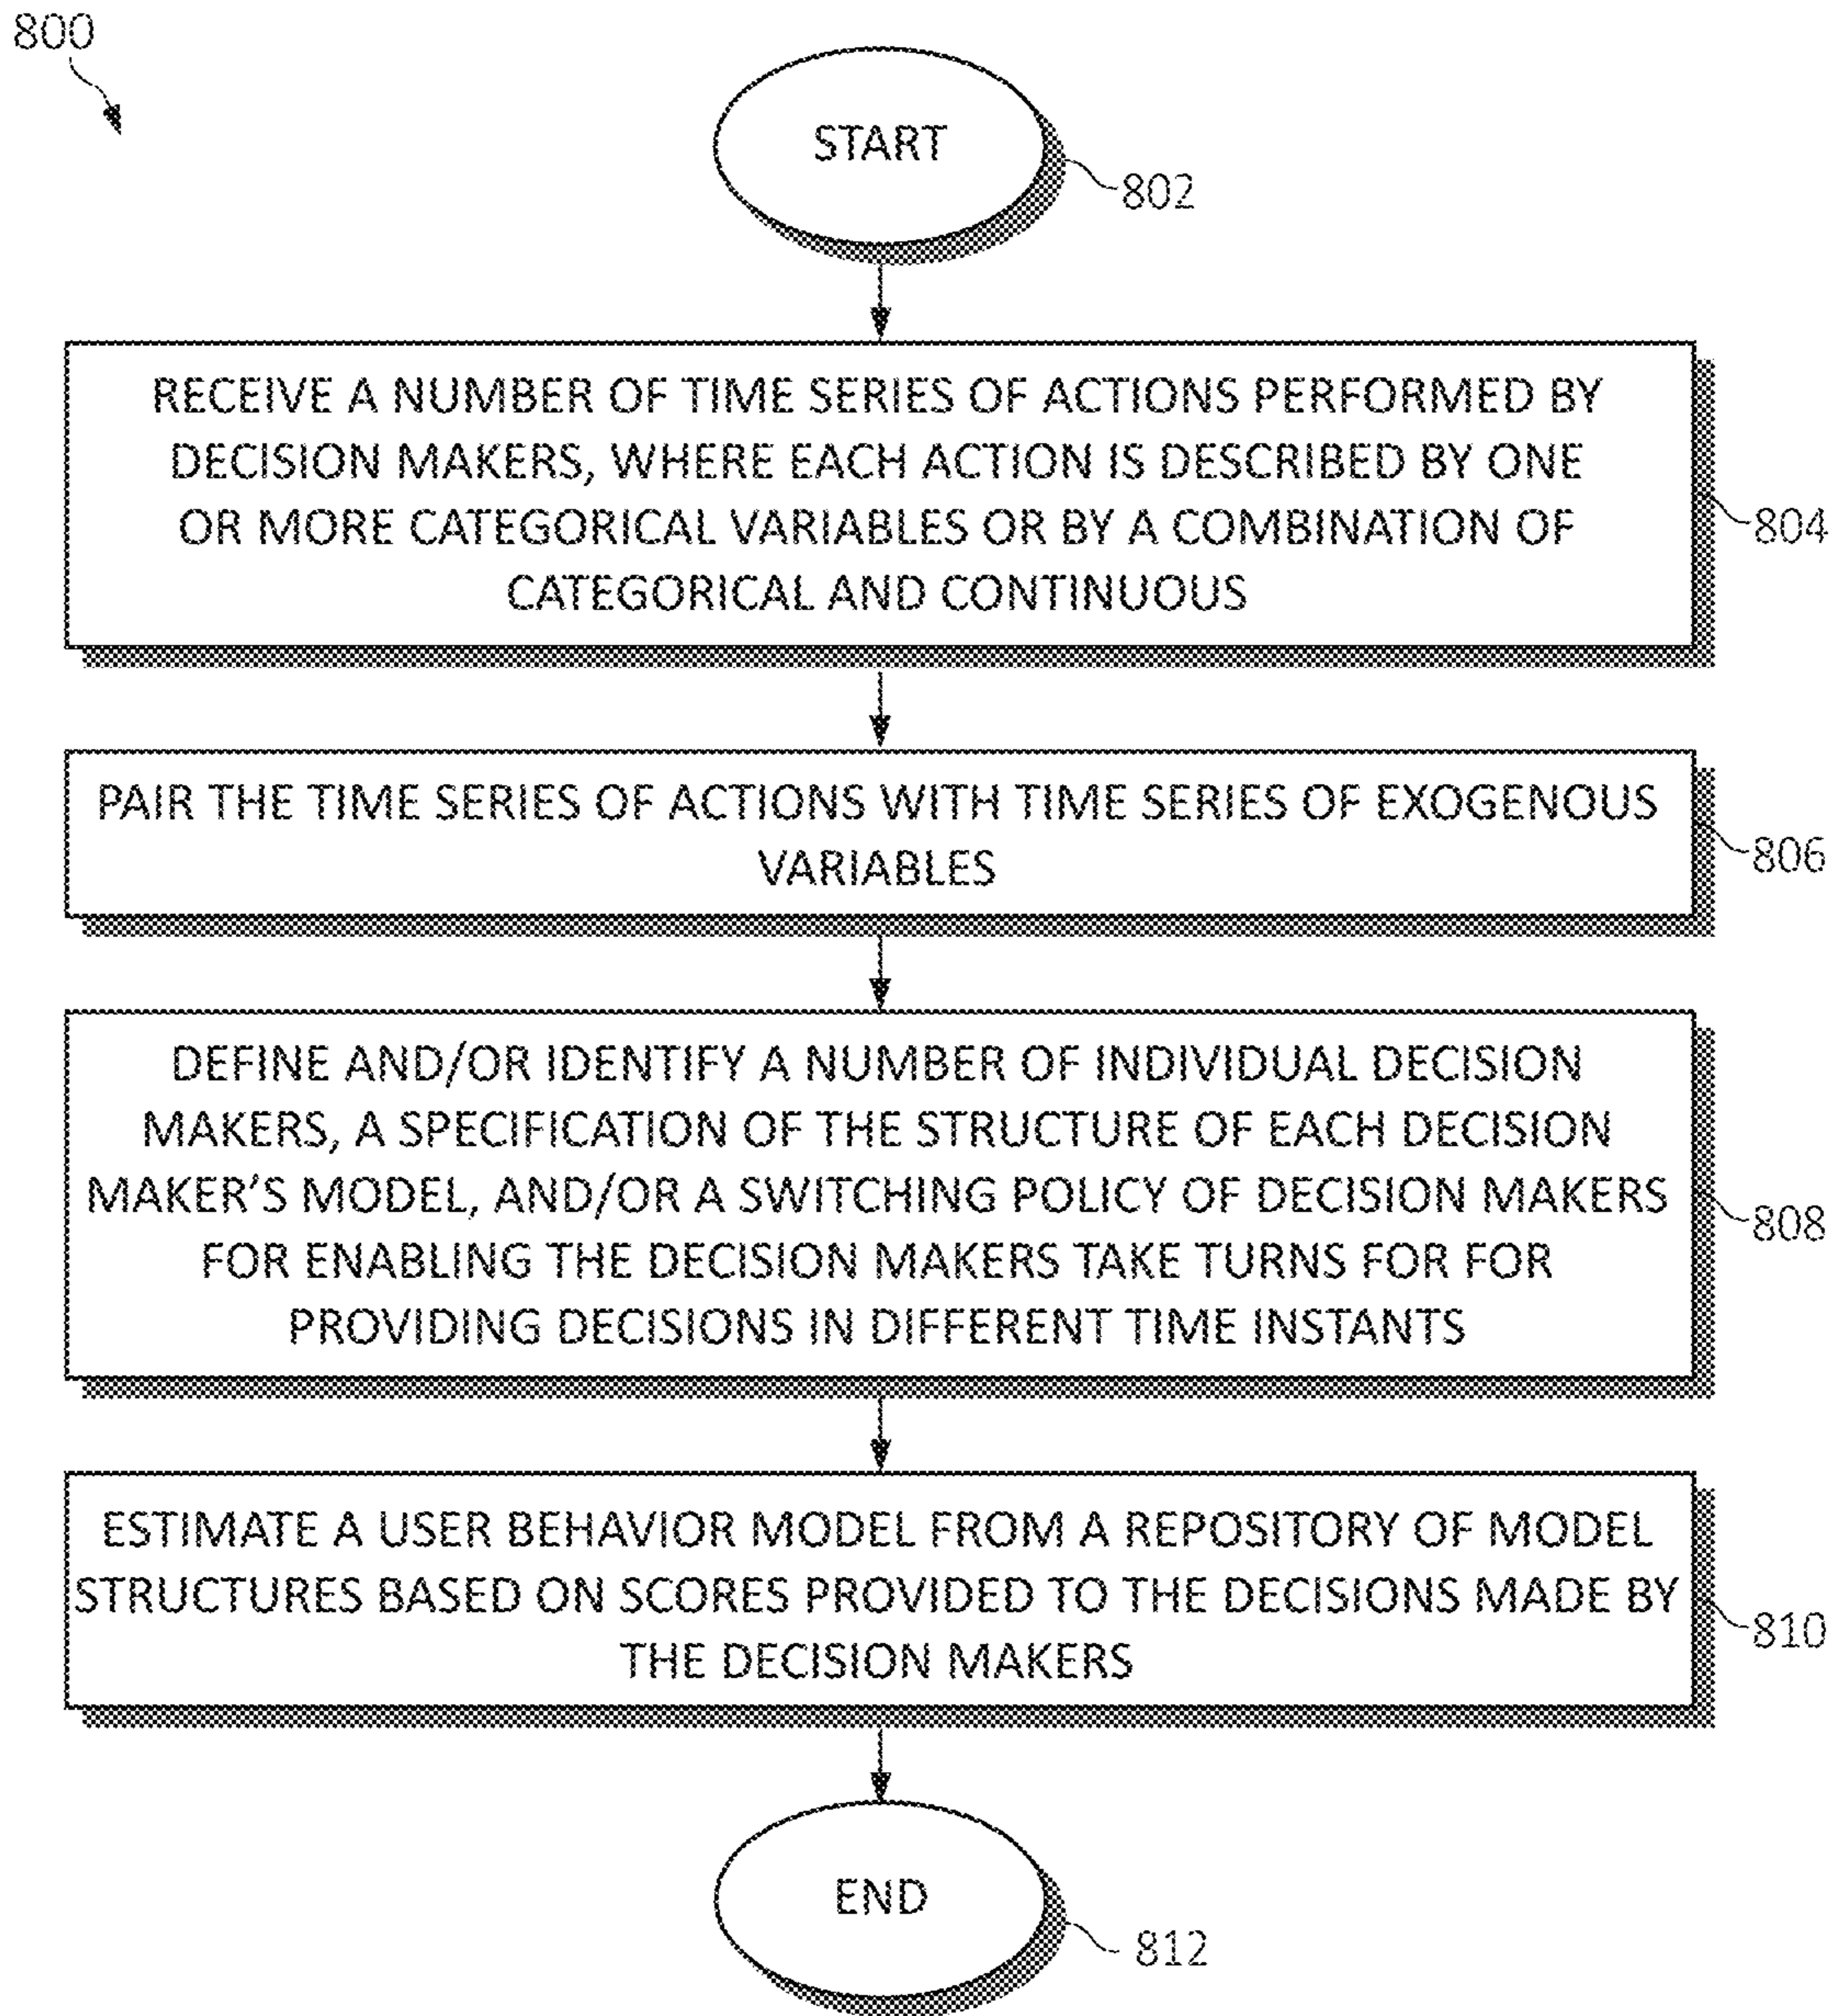 800
START
802
RECEIVE A NUMBER OF TIME SERIES OF ACTIONS PERFORMED BY
DECISION MAKERS, WHERE EACH ACTION IS DESCRIBED BY ONE
OR MORE CATEGORICAL VARIABLES OR BY A COMBINATION OF
CATEGORICAL AND CONTINUOUS
804
PAIR THE TIME SERIES OF ACTIONS WITH TIME SERIES OF EXOGENOUS
VARIABLES
806
DEFINE AND/OR IDENTIFY A NUMBER OF INDIVIDUAL DECISION
MAKERS, A SPECIFICATION OF THE STRUCTURE OF EACH DECISION
MAKER'S MODEL, AND/OR A SWITCHING POLICY OF DECISION MAKERS
FOR ENABLING THE DECISION MAKERS TAKE TURNS FOR FOR
PROVIDING DECISIONS IN DIFFERENT TIME INSTANTS
808
ESTIMATE A USER BEHAVIOR MODEL FROM A REPOSITORY OF MODEL
STRUCTURES BASED ON SCORES PROVIDED TO THE DECISIONS MADE BY
THE DECISION MAKERS
810
END
812